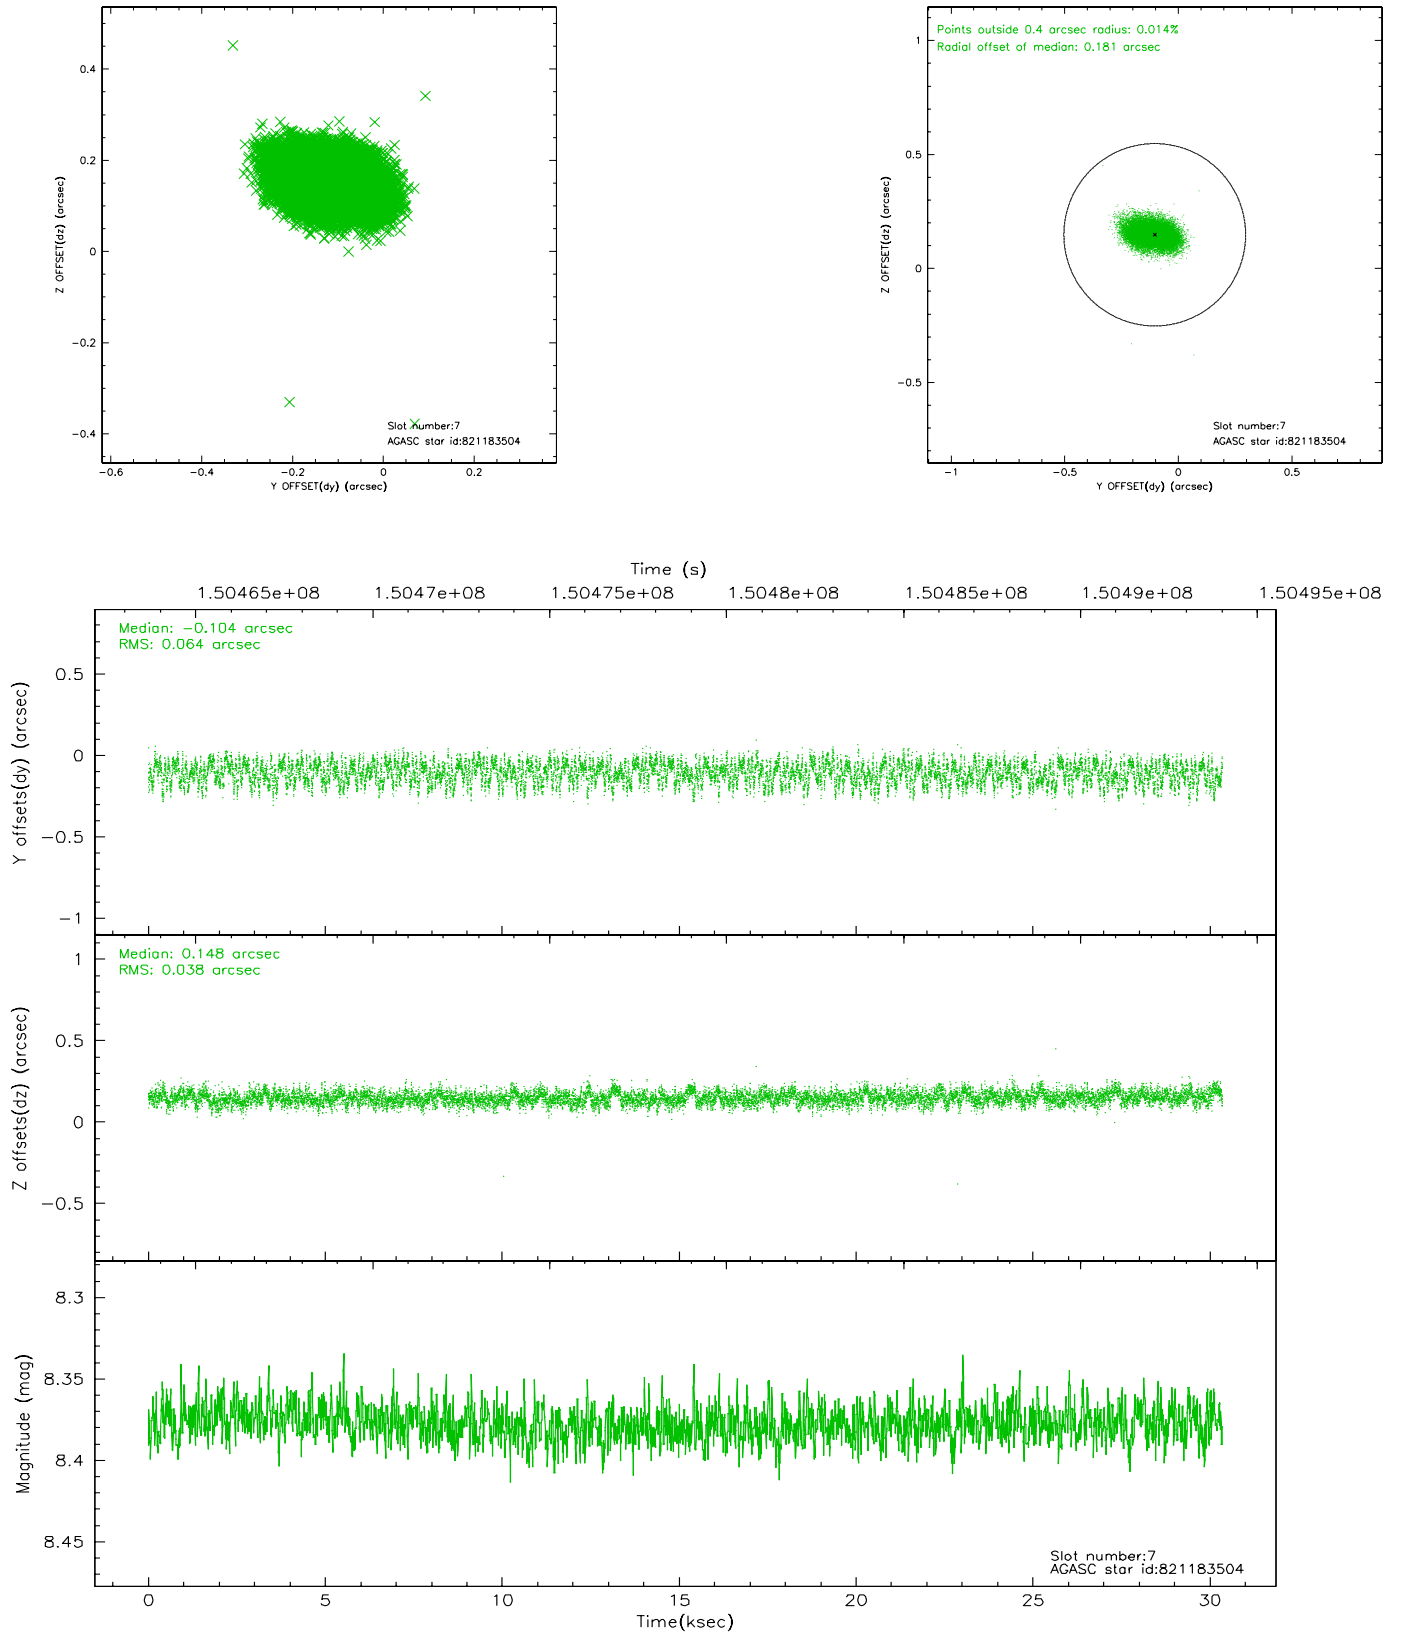 0.4
0.2
0
−0.2
−0.4
Z OFFSET(dz) (arcsec)
Slot number:7
AGASC star id:821183504
−0.6 −0.4 −0.2 0 0.2
Y OFFSET(dy) (arcsec)
Points outside 0.4 arcsec radius: 0.014%
Radial offset of median: 0.181 arcsec
1
0.5
0
−0.5
Z OFFSET(dz) (arcsec)
Slot number:7
AGASC star id:821183504
−1 −0.5 0 0.5
Y OFFSET(dy) (arcsec)
Time (s)
1.50465e+08 1.5047e+08 1.50475e+08 1.5048e+08 1.50485e+08 1.5049e+08 1.50495e+08
Median: −0.104 arcsec
RMS: 0.064 arcsec
0.5
0
−0.5
−1
Y offsets(dy) (arcsec)
Median: 0.148 arcsec
RMS: 0.038 arcsec
1
0.5
0
−0.5
Z offsets(dz) (arcsec)
8.3
8.35
8.4
8.45
Magnitude (mag)
Slot number:7
AGASC star id:821183504
0 5 10 15 20 25 30
Time(ksec)